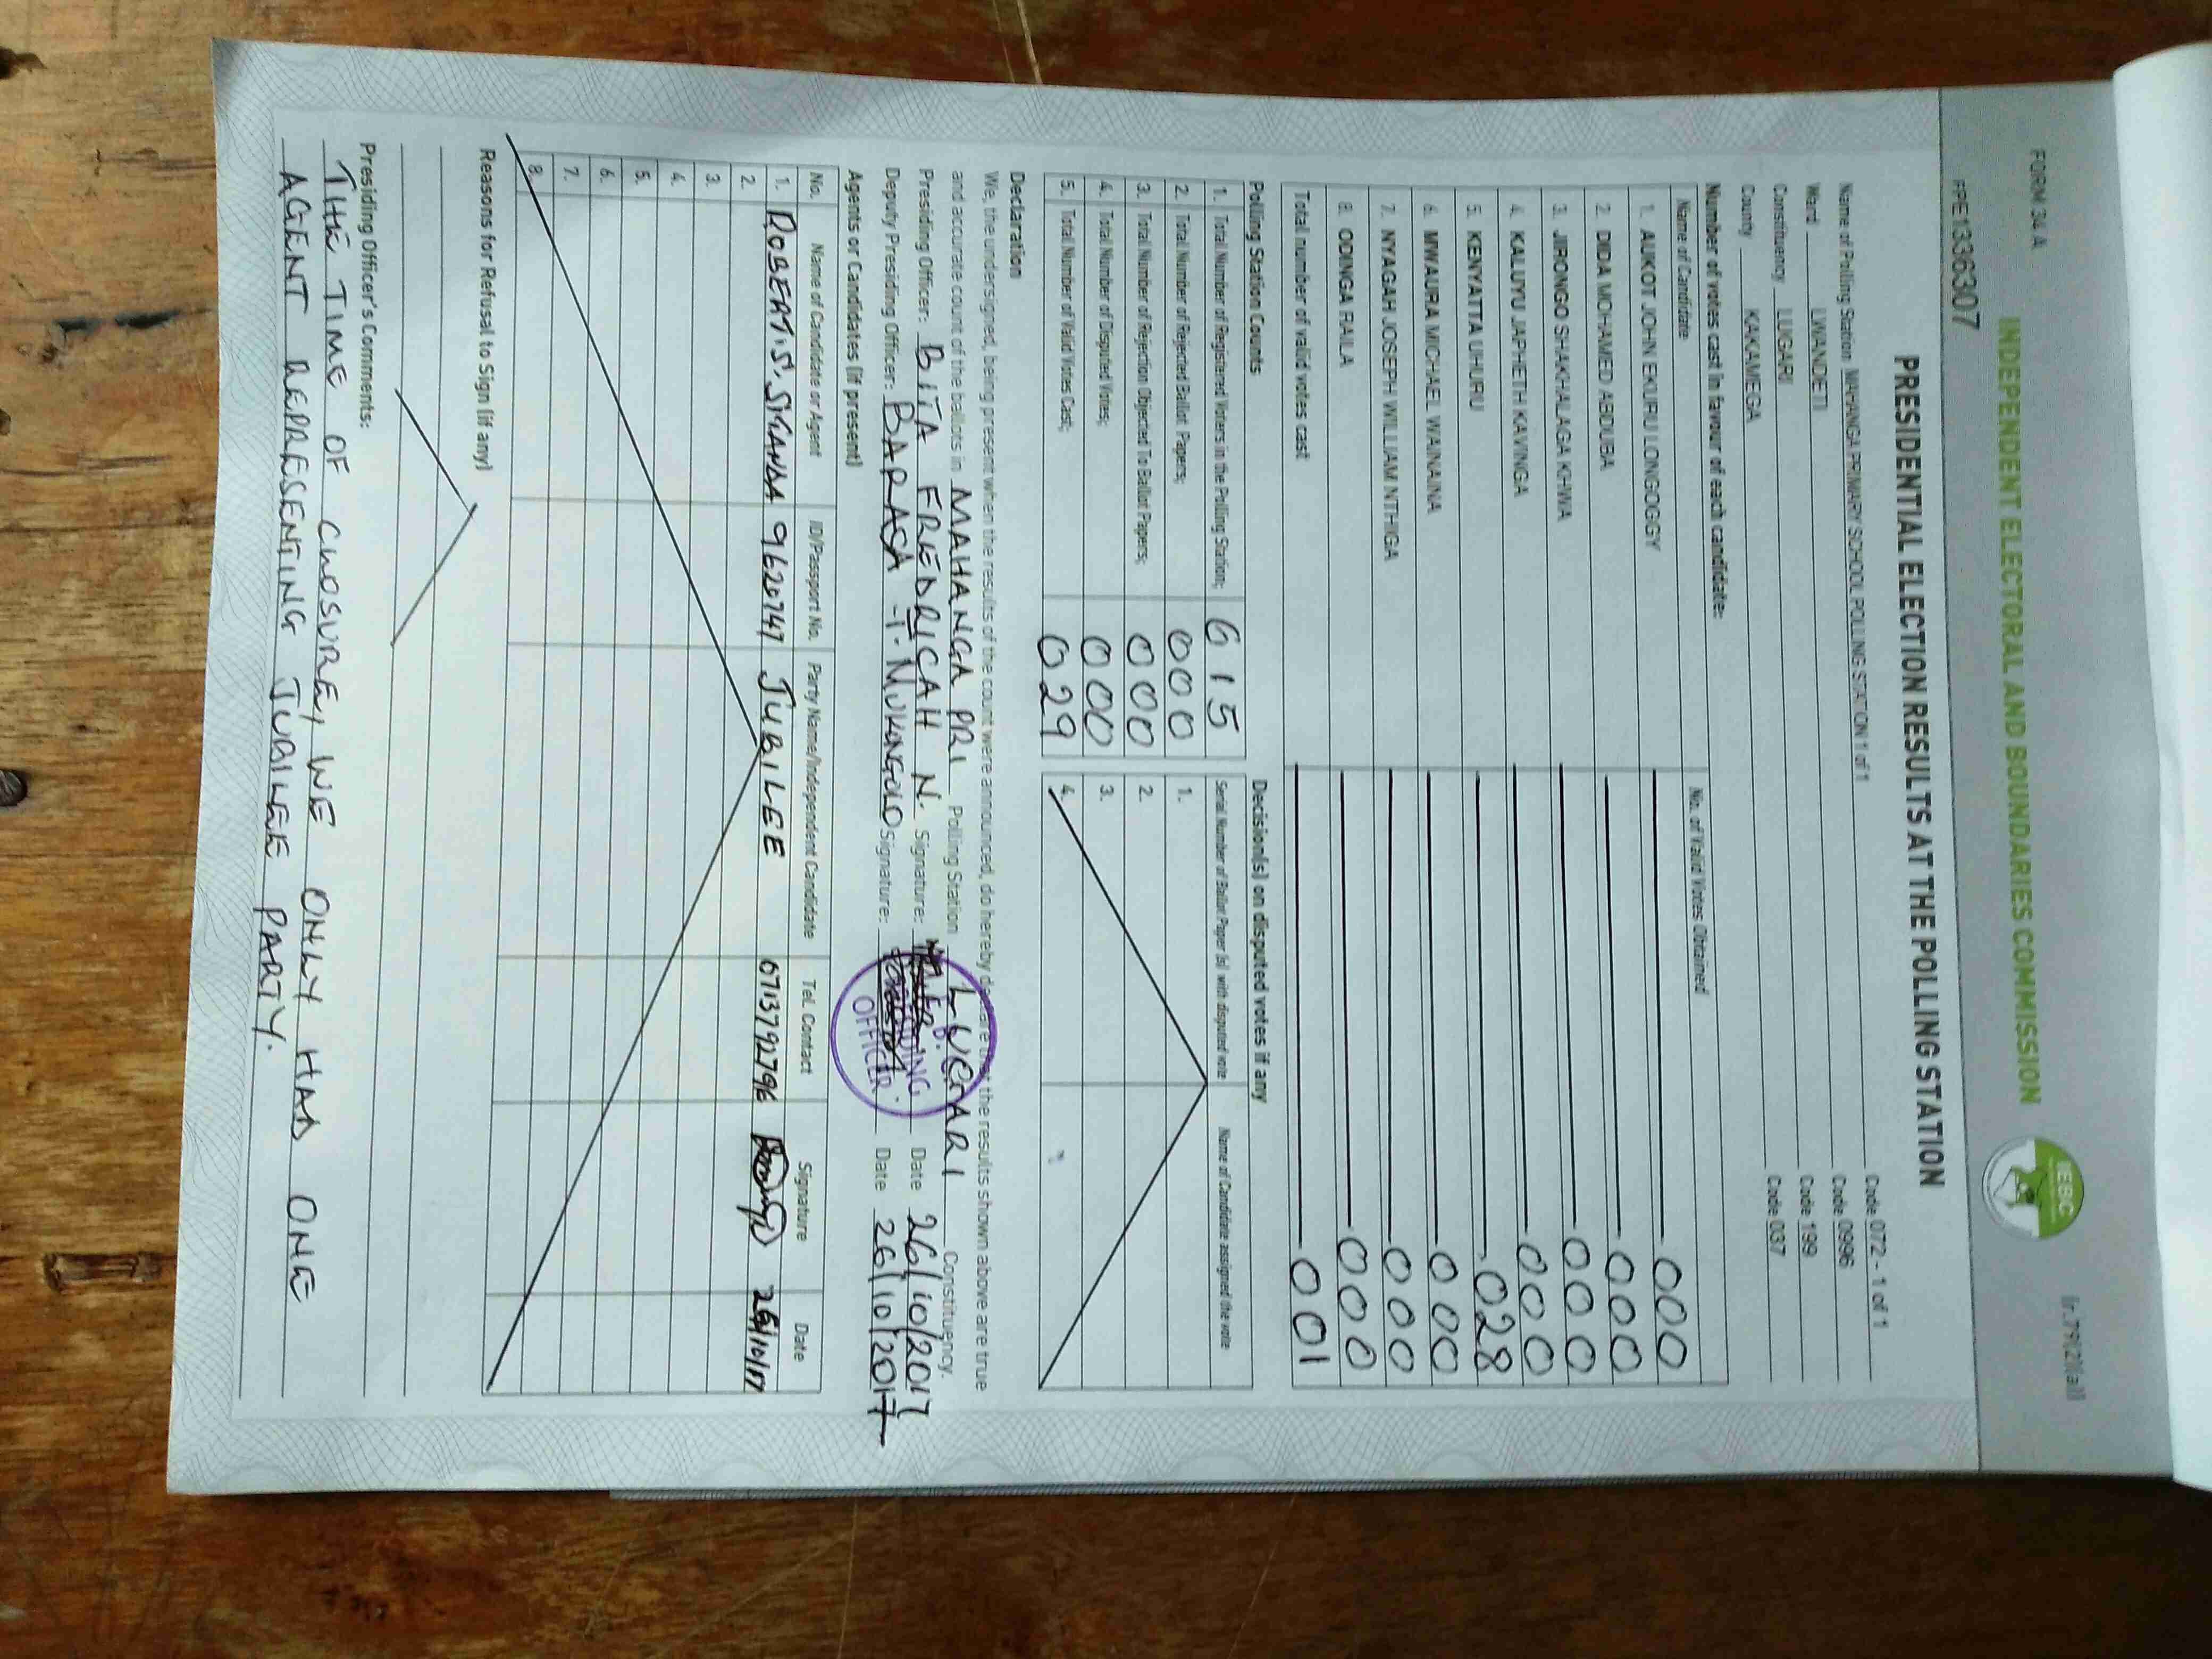 FORM 34 A
(r.79(2)(a))
INDEPENDENT ELECTORAL AND BOUNDARIES COMMISSION
IEBC
PRESIDENTIAL ELECTION RESULTS AT THE POLLING STATION
Name of Polling Station MAHANGA PRIMARY SCHOOL POLLING STATION 1 of 1 Code 072 - 1 of 1
Ward LWANDETI Code 0996
Constituency LUGARI Code 199
County KAKAMEGA Code 037
Number of votes cast in favour of each candidate:
Name of Candidate No. of Valid Votes Obtained
1. AUKOT JOHN EKURU LONGOGGY 000
2. DIDA MOHAMED ABDUBA 000
3. JIRONGO SHAKHALAGA KHWA 000
4. KALUYU JAPHETH KAVINGA 000
5. KENYATTA UHURU 028
6. MWAURA MICHAEL WAINAINA 000
7. NYAGAH JOSEPH WILLIAM NTHIGA 000
8. ODINGA RAILA 000
Total number of valid votes cast 001
Polling Station Counts Decision(s) on disputed votes if any
Serial Number of Ballot Paper (s) with disputed vote Name of Candidate assigned the vote
1. Total Number of Registered Voters in the Polling Station; 615 1.
2. Total Number of Rejected Ballot Papers; 000 2.
3. Total Number of Rejection Objected To Ballot Papers; 000 3.
4. Total Number of Disputed Votes; 000 4.
5. Total Number of Valid Votes Cast; 029
Declaration
We, the undersigned, being present when the results of the count were announced, do hereby declare that the results shown above are true
and accurate count of the ballots in MAHANGA PRI Polling Station LUGARI Constituency.
Presiding Officer: BITA FRIEDRICAH N. Signature: Date 26/10/2017
Deputy Presiding Officer: BARASA Signature: Date 26/10/2017
OFFICER
Agents or Candidates (if present)
No. Name of Candidate or Agent ID/Passport No. Party Name/Independent Candidate Tel. Contact Signature Date
1. ROBERT S. 9620747 JUBILEE 0713792796 26/10/17
2.
3.
4.
5.
6.
7.
8.
Reasons for Refusal to Sign (if any)
Presiding Officer's Comments:
THE TIME OF CLOSURE, WE ONLY HAD ONE
AGENT REPRESENTING JUBILEE PARTY.